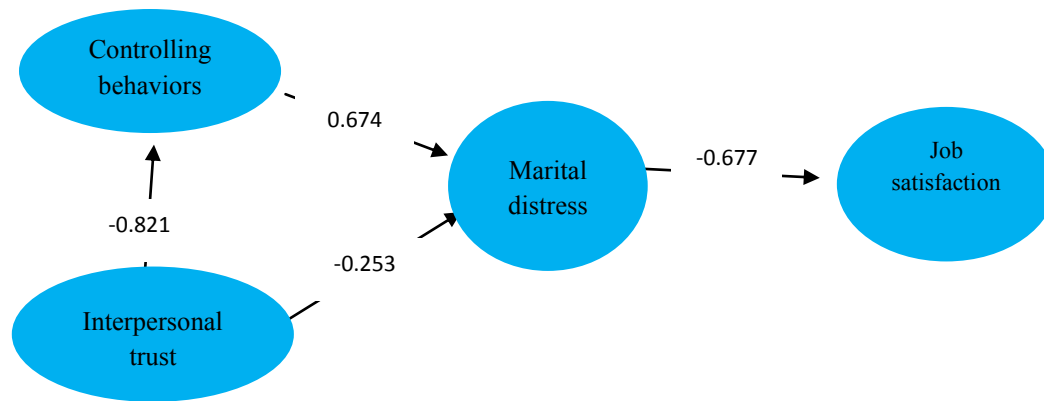 Controlling
behaviors
0.674
Marital
distress
-0.677
Job
satisfaction
-0.821
-0.253
Interpersonal
trust